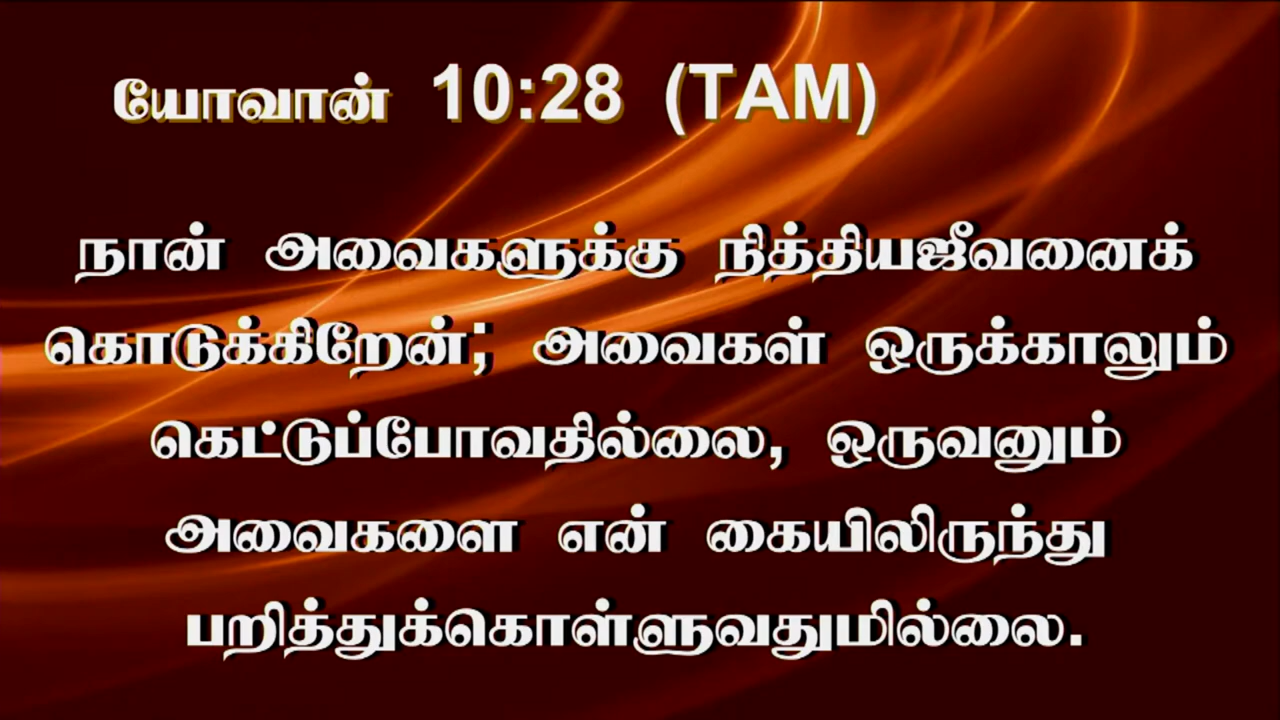 யோவான் 10:28 (TAM)
நான் அவைகளுக்கு நித்தியஜீவனைக்
கொடுக்கிறேன்; அவைகள் ஒருக்காலும்
கெட்டுப்போவதில்லை, ஒருவனும்
அவைகளை என் கையிலிருந்து
பறித்துக்கொள்ளுவதுமில்லை.